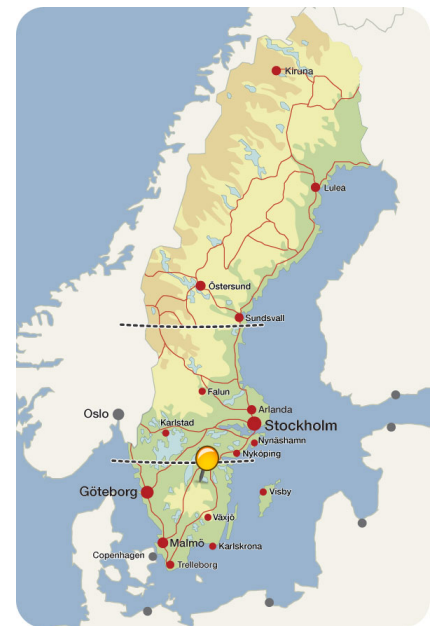 Kiruna
Lulea
Östersund
Sundsvall
Falun
Arlanda
Oslo
Stockholm
Karlstad
Nynäshamn
Nyköping
Göteborg
Visby
Växjö
Malmö
Karlskrona
Copenhagen
Trelleborg